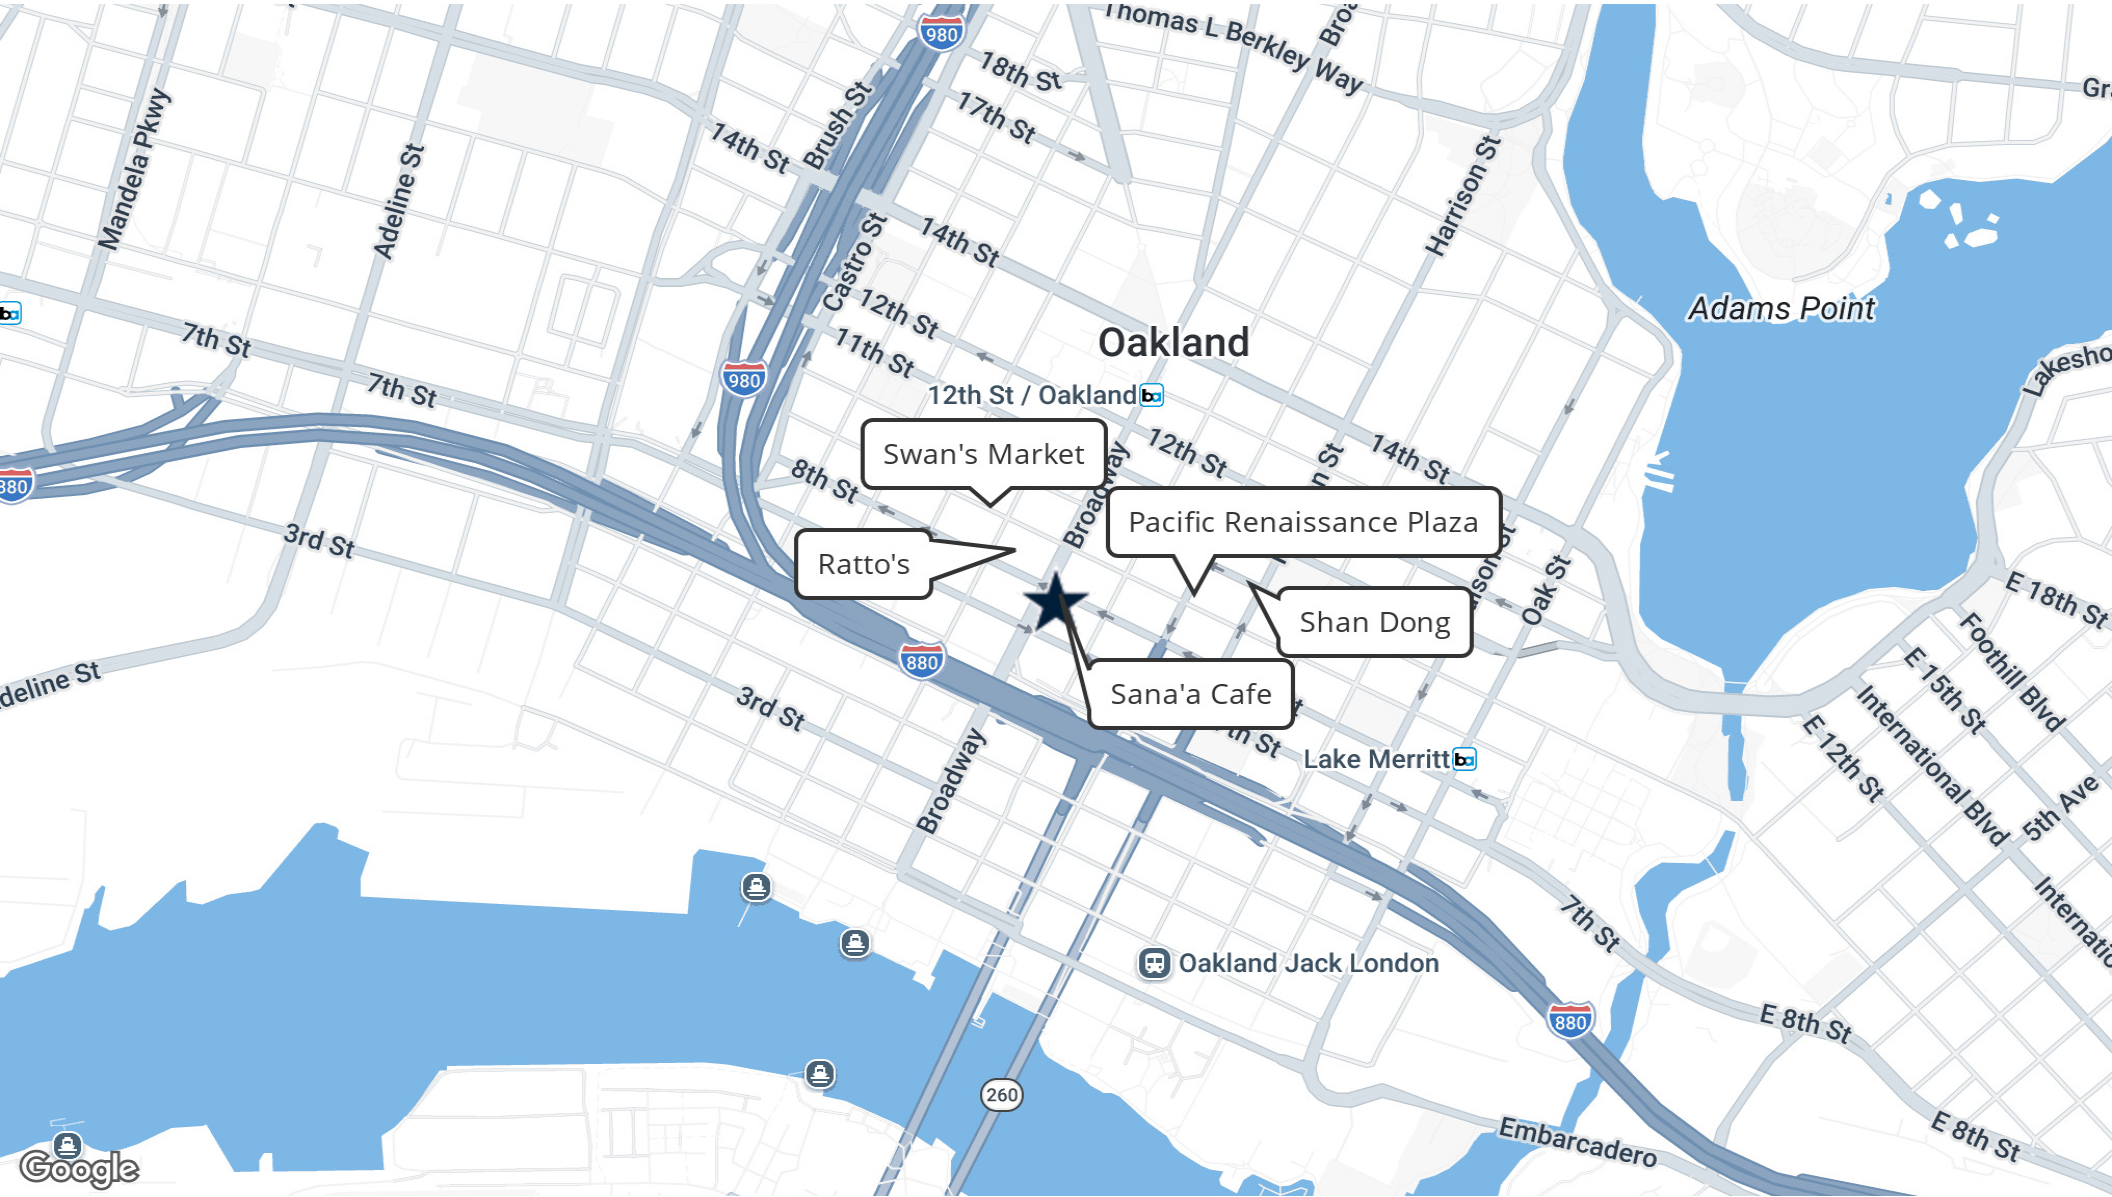 980
Thomas L Berkley Way
18th St
17th St
Brush St
14th St
Mandela Pkwy
Adeline St
Harrison St
14th St
Castro St
12th St
11th St
Adams Point
7th St
Oakland
7th St
980
12th St / Oakland
Swan's Market
Broadway
12th St
14th St
8th St
880
3rd St
Pacific Renaissance Plaza
Ratto's
Oak St
E 18th St
Shan Dong
880
Sana'a Cafe
3rd St
7th St
Lake Merritt
Foothill Blvd
E 15th St
International Blvd
E 12th St
5th Ave
Broadway
7th St
Oakland Jack London
880
E 8th St
260
Embarcadero
E 8th St
Google